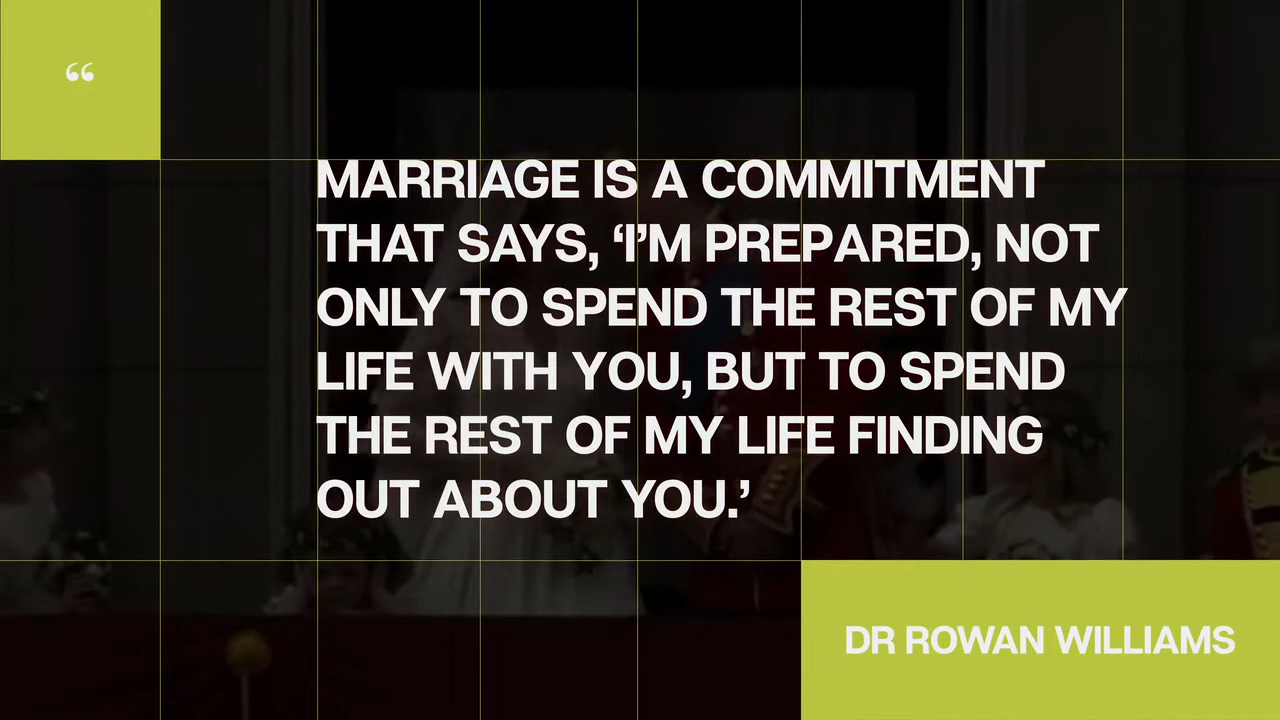 “
MARRIAGE IS A COMMITMENT
THAT SAYS, ‘I’M PREPARED, NOT
ONLY TO SPEND THE REST OF MY
LIFE WITH YOU, BUT TO SPEND
THE REST OF MY LIFE FINDING
OUT ABOUT YOU.’
DR ROWAN WILLIAMS